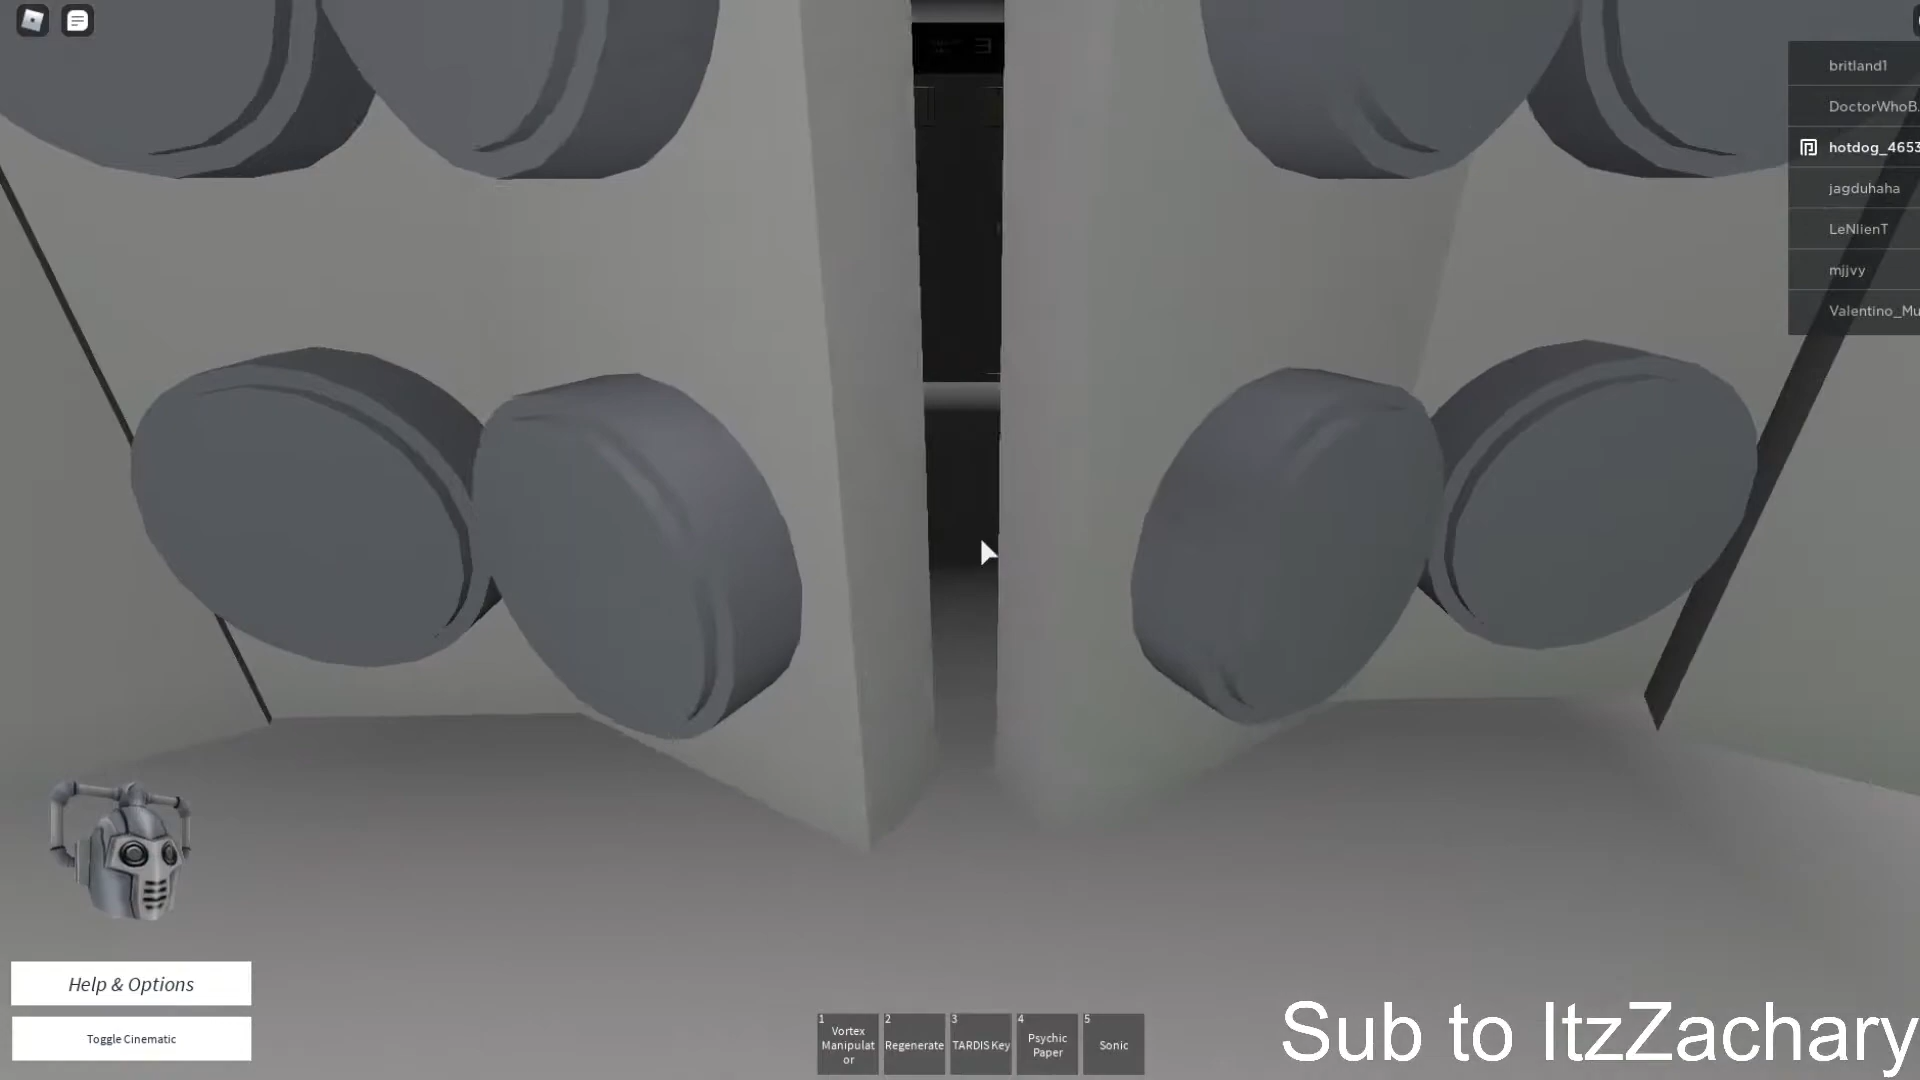 britland1
DoctorWhoB.
hotdog_4653
jagduhaha
LeNlienT
mjjvy
Valentino_Mu
Help & Options
Toggle Cinematic
1
Vortex
Manipulat
or
2
Regenerate
3
TARDIS Key
4
Psychic
Paper
5
Sonic
Sub to ItzZachary